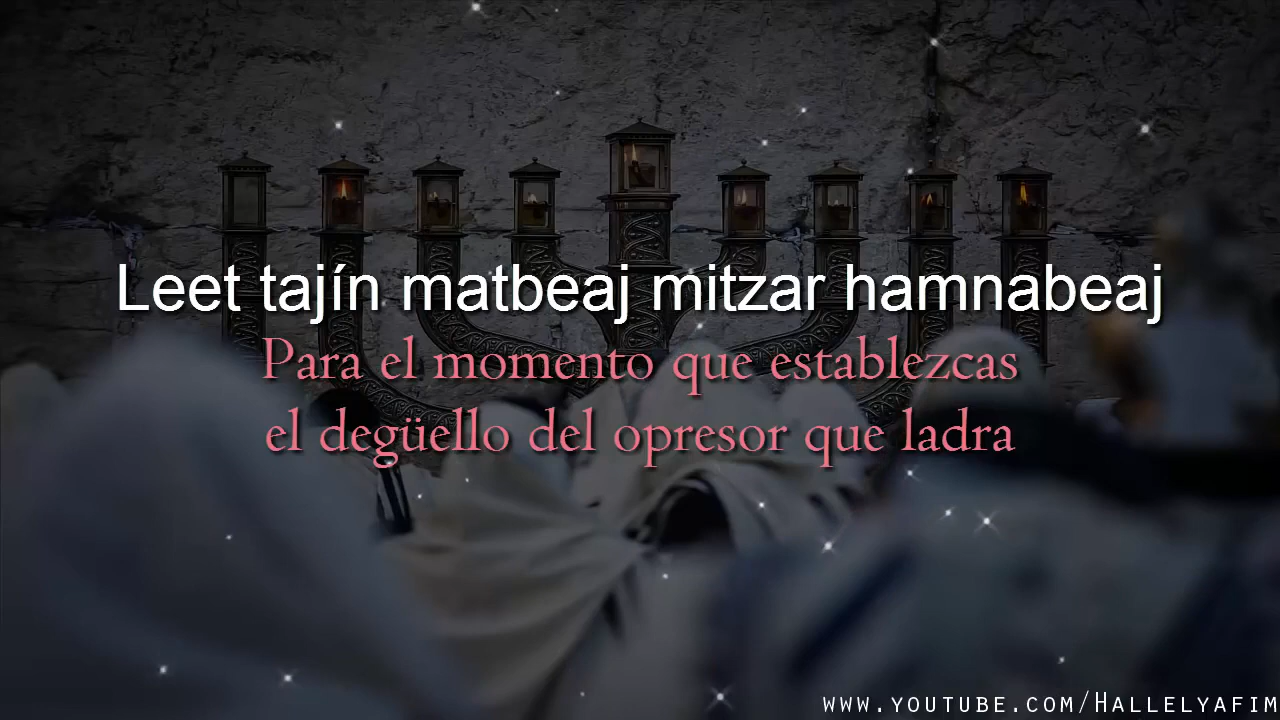 Leet tajín matbeaj mitzar hamnabeaj
Para el momento que establezcas
el degüello del opresor que ladra
www.youtube.com/Hallelyafim